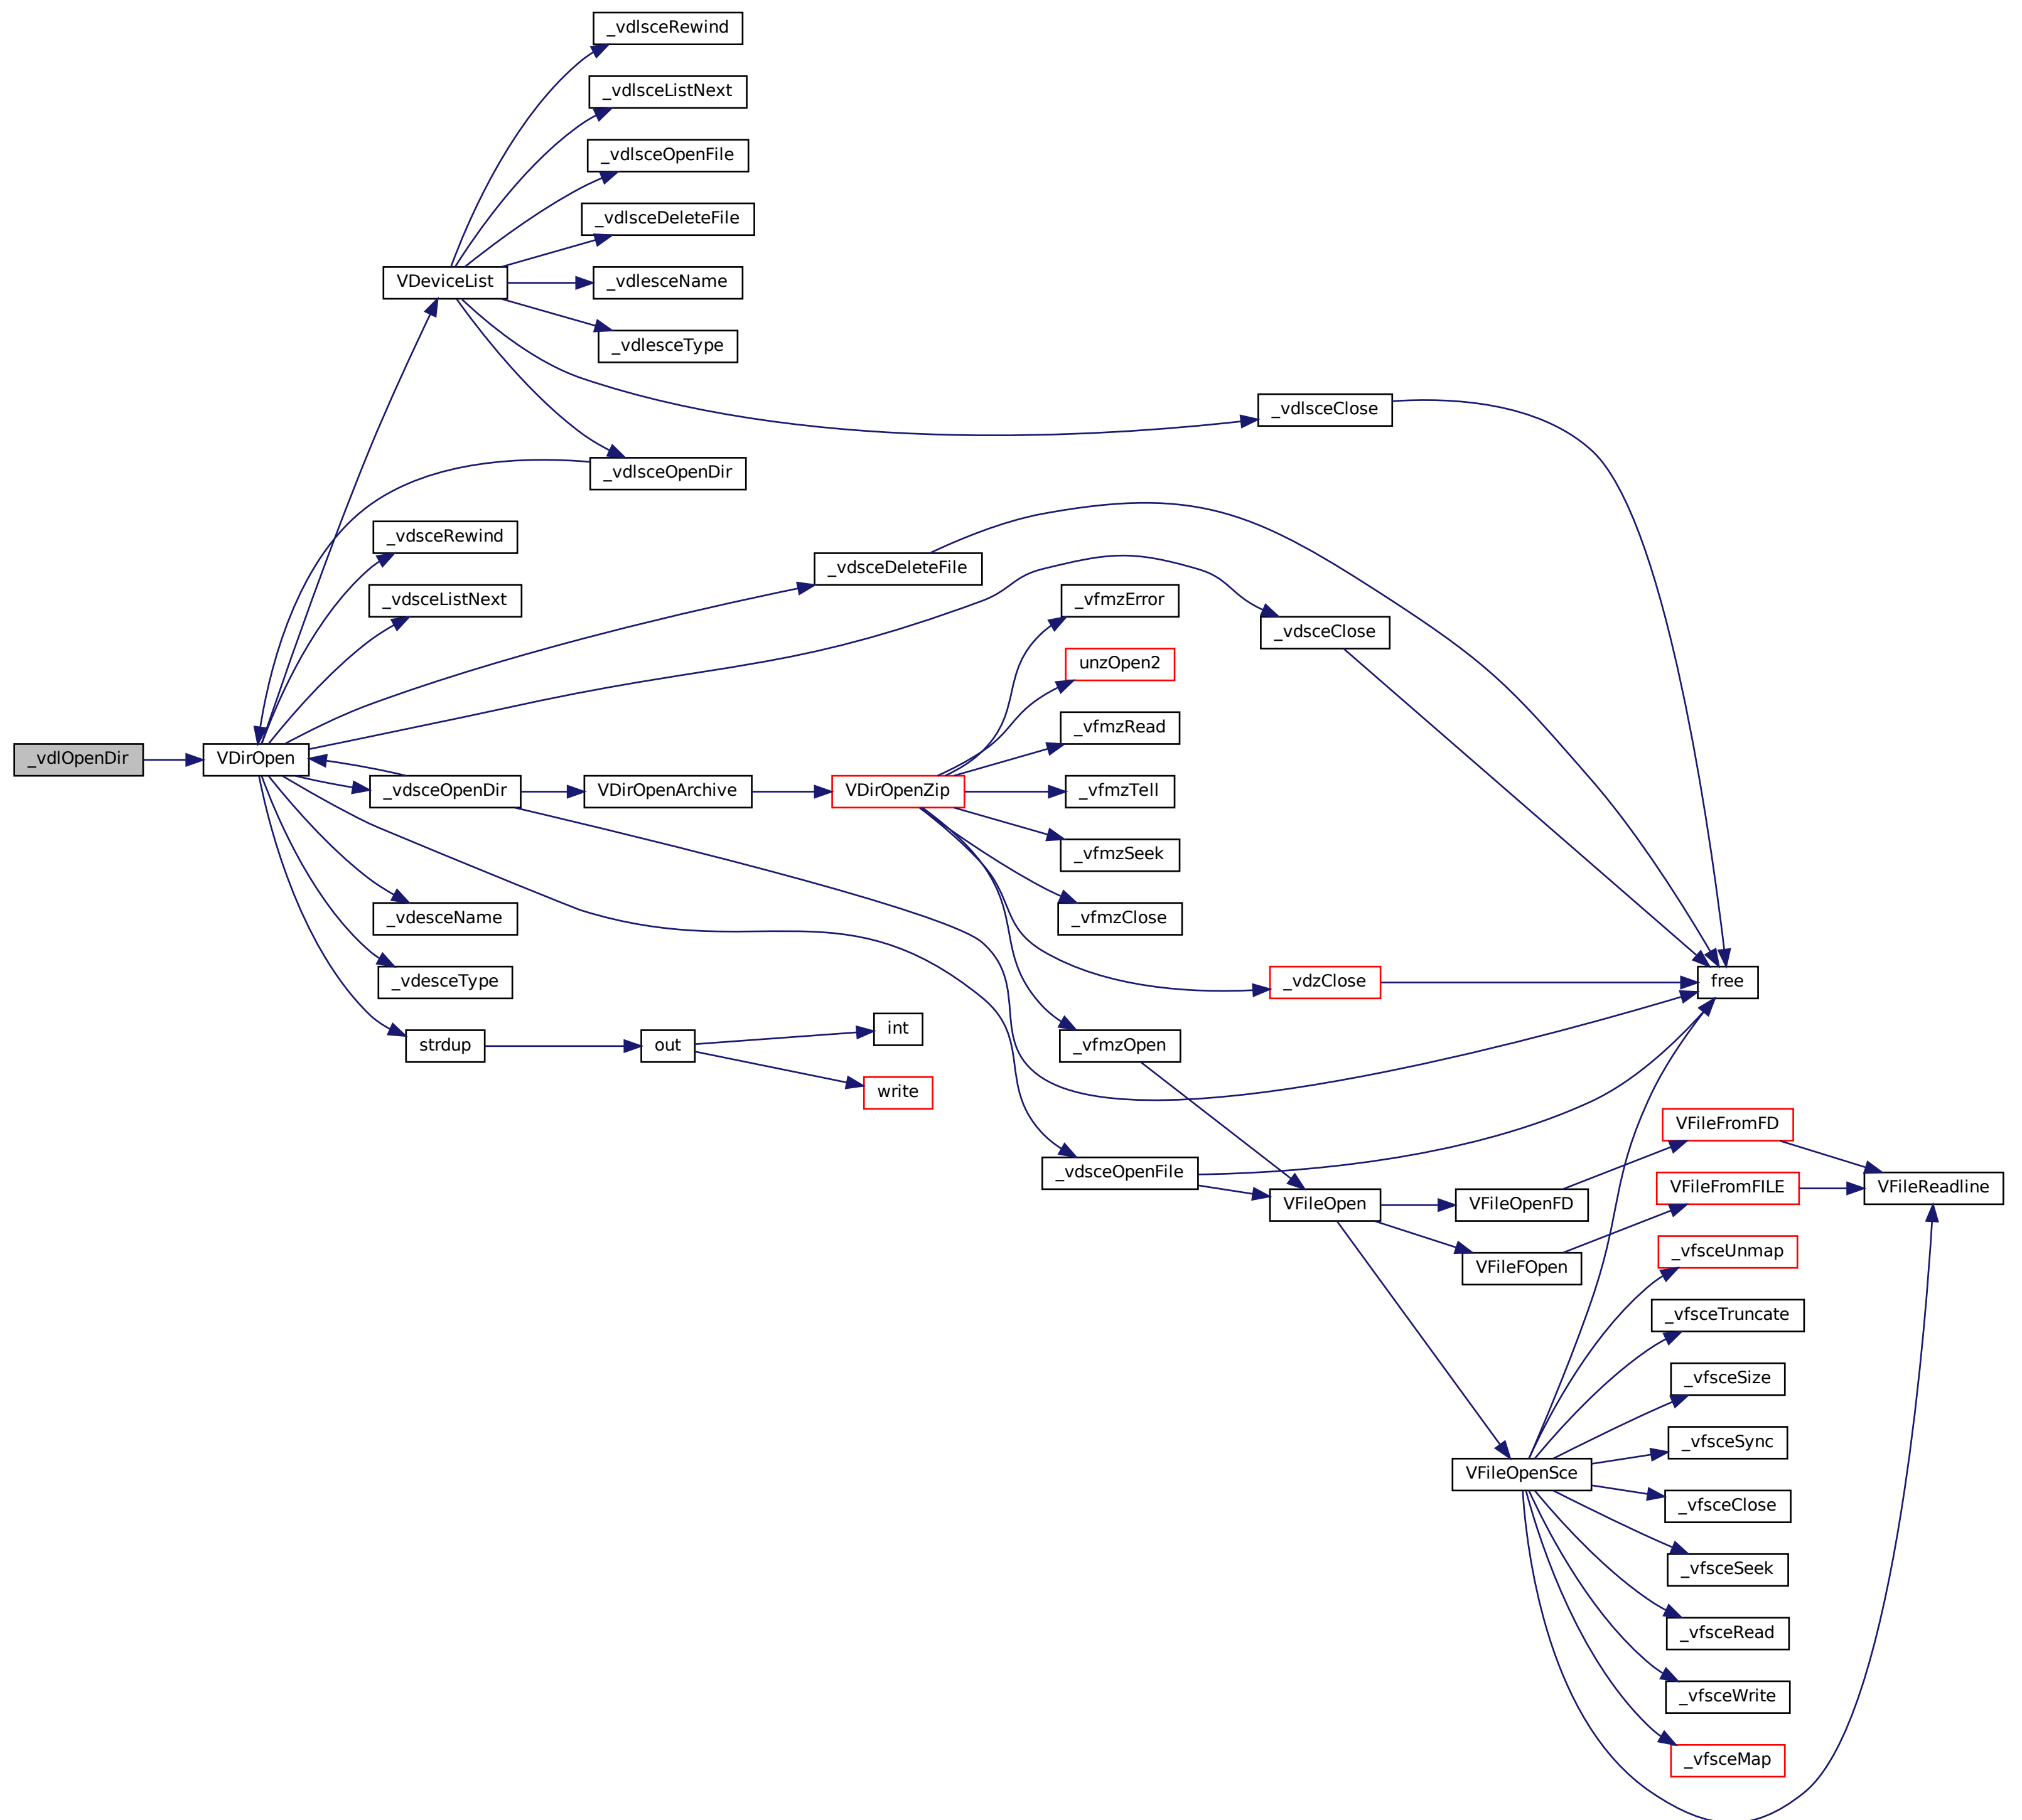 _vdlsceRewind
_vdlsceListNext
_vdlsceOpenFile
_vdlsceDeleteFile
VDeviceList
_vdlesceName
_vdlesceType
_vdlsceClose
_vdlsceOpenDir
_vdsceRewind
_vdsceDeleteFile
_vdsceListNext
_vfmzError
_vdsceClose
unzOpen2
_vfmzRead
_vdlOpenDir
VDirOpen
_vdsceOpenDir
VDirOpenArchive
VDirOpenZip
_vfmzTell
_vfmzSeek
_vdesceName
_vfmzClose
_vdesceType
_vdzClose
free
int
strdup
out
_vfmzOpen
write
VFileFromFD
_vdsceOpenFile
VFileFromFILE
VFileReadline
VFileOpen
VFileOpenFD
_vfsceUnmap
VFileFOpen
_vfsceTruncate
_vfsceSize
_vfsceSync
VFileOpenSce
_vfsceClose
_vfsceSeek
_vfsceRead
_vfsceWrite
_vfsceMap